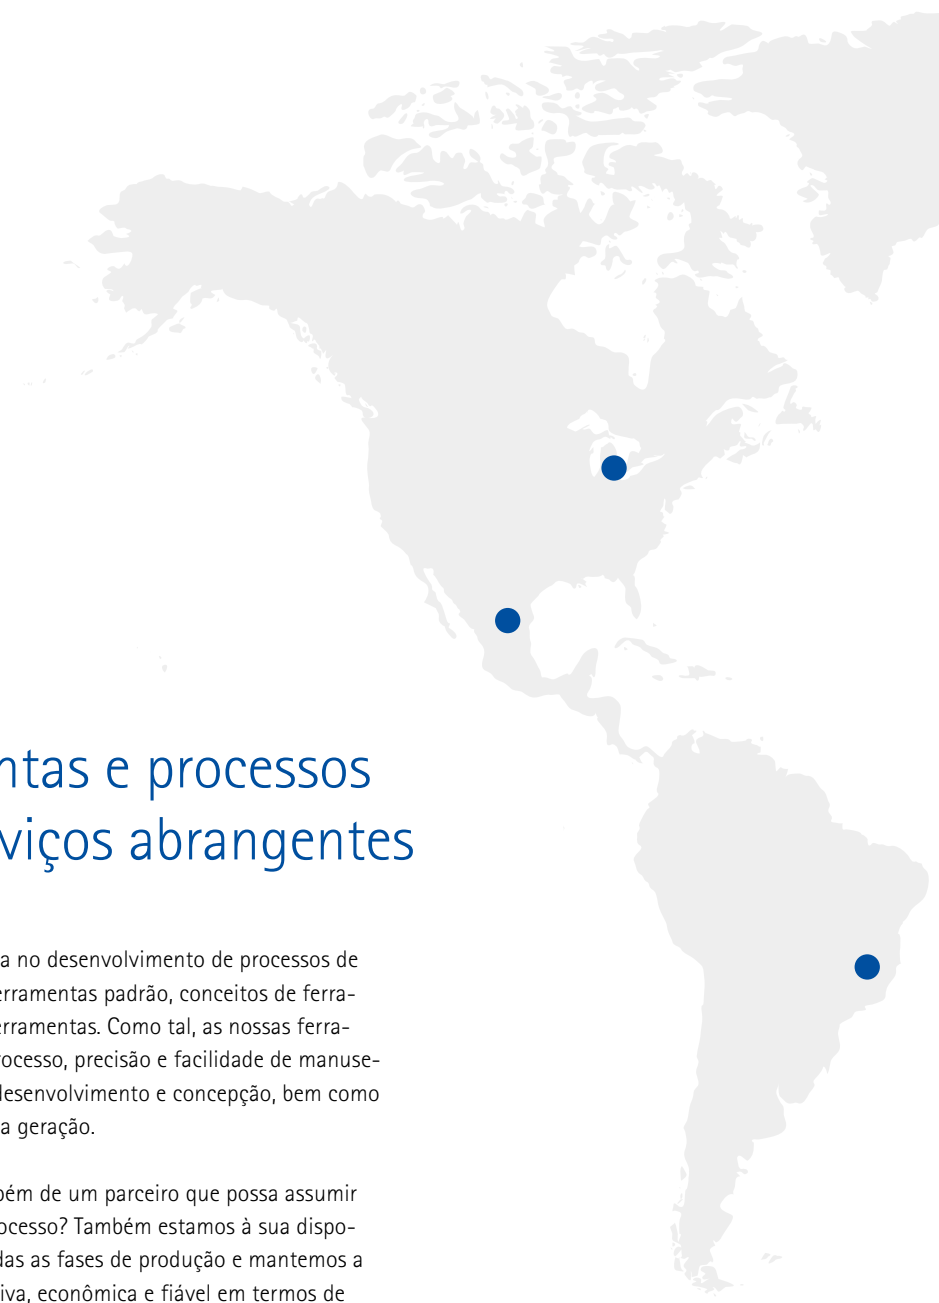 ntas e processos
viços abrangentes
a no desenvolvimento de processos de
erramentas padrão, conceitos de ferra-
erramentas. Como tal, as nossas ferra-
rocesso, precisão e facilidade de manuse-
desenvolvimento e concepção, bem como
a geração.
bém de um parceiro que possa assumir
ocesso? Também estamos à sua dispo-
das as fases de produção e mantemos a
iva, econômica e fiável em termos de